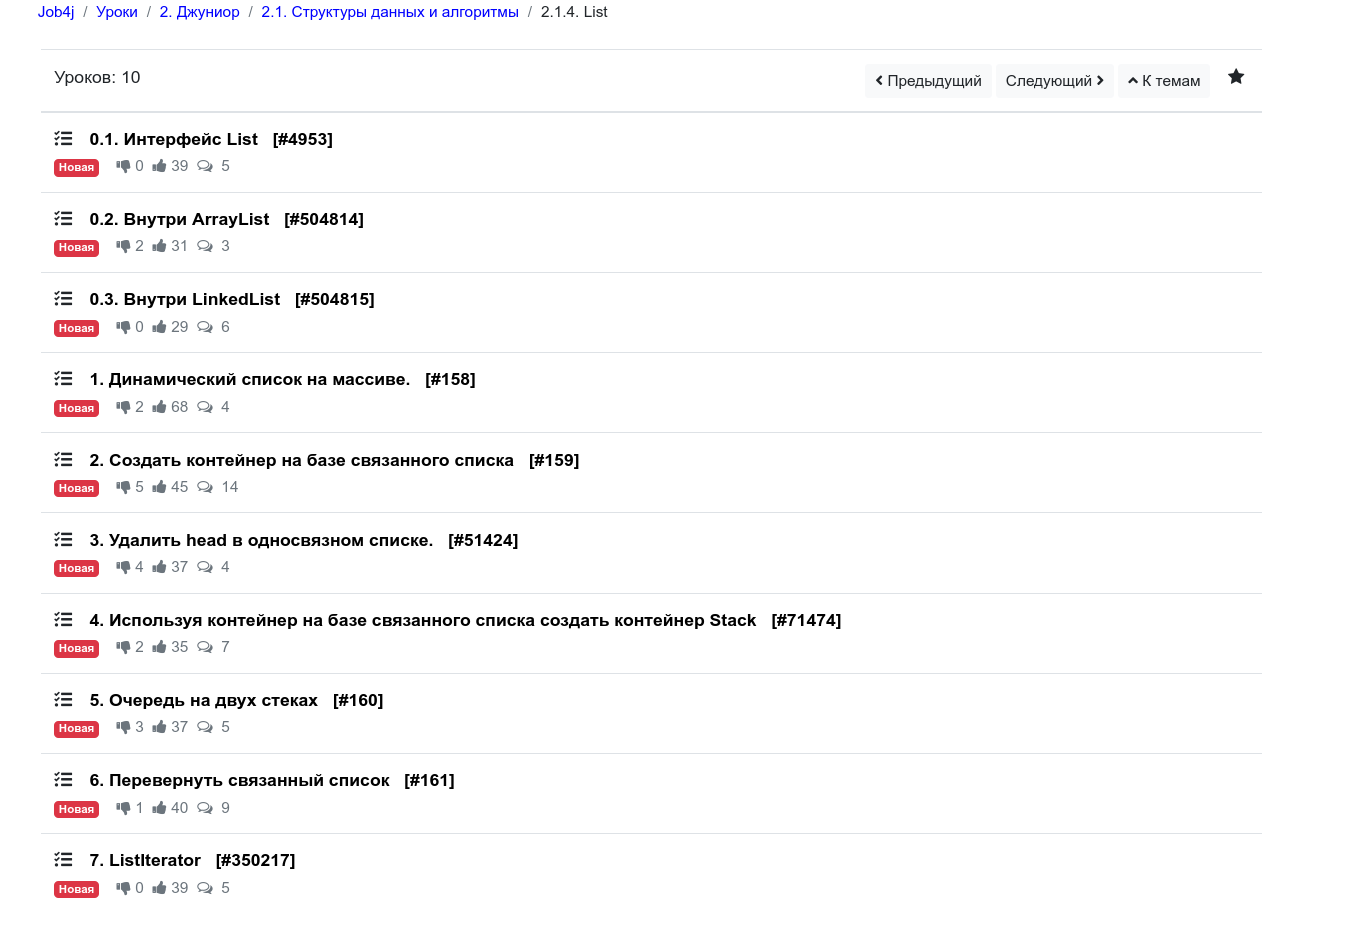 Job4j / Уроки / 2. Джуниор / 2.1. Структуры данных и алгоритмы / 2.1.4. List
Уроков: 10 Предыдущий Следующий К темам
0.1. Интерфейс List [#4953]
Новая 0 39 5
0.2. Внутри ArrayList [#504814]
Новая 2 31 3
0.3. Внутри LinkedList [#504815]
Новая 0 29 6
1. Динамический список на массиве. [#158]
Новая 2 68 4
2. Создать контейнер на базе связанного списка [#159]
Новая 5 45 14
3. Удалить head в односвязном списке. [#51424]
Новая 4 37 4
4. Используя контейнер на базе связанного списка создать контейнер Stack [#71474]
Новая 2 35 7
5. Очередь на двух стеках [#160]
Новая 3 37 5
6. Перевернуть связанный список [#161]
Новая 1 40 9
7. ListIterator [#350217]
Новая 0 39 5